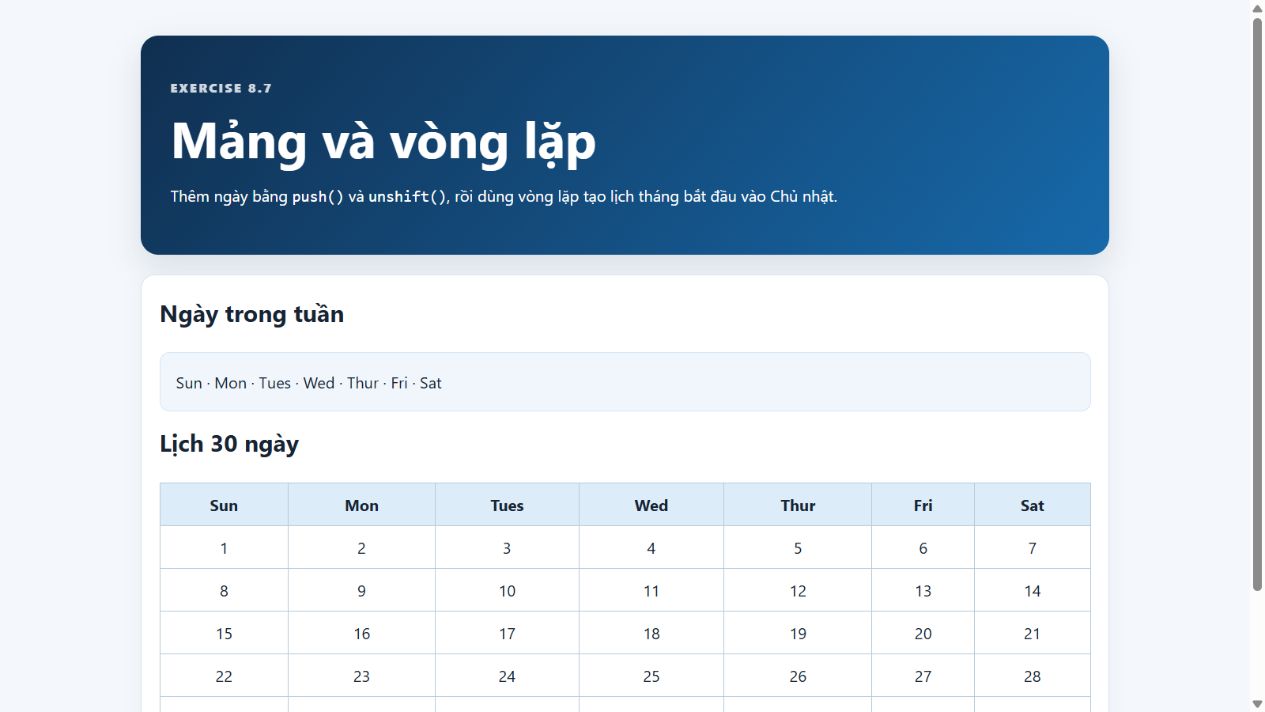 EXERCISE 8.7
Mảng và vòng lặp
Thêm ngày bằng push() và unshift(), rồi dùng vòng lặp tạo lịch tháng bắt đầu vào Chủ nhật.
Ngày trong tuần
Sun · Mon · Tues · Wed · Thur · Fri · Sat
Lịch 30 ngày
Sun Mon Tues Wed Thur Fri Sat
1 2 3 4 5 6 7
8 9 10 11 12 13 14
15 16 17 18 19 20 21
22 23 24 25 26 27 28